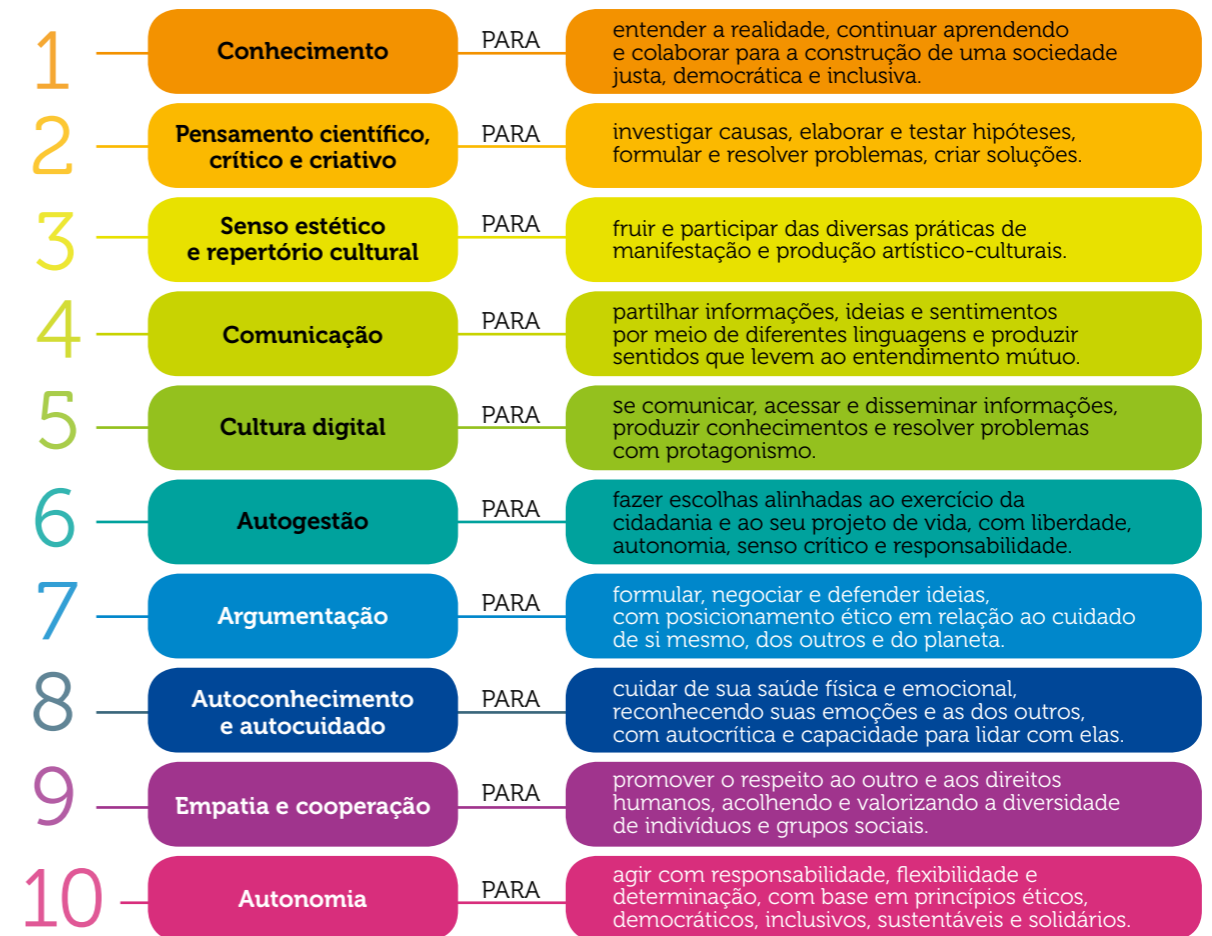 1
Conhecimento
PARA
entender a realidade, continuar aprendendo
e colaborar para a construção de uma sociedade
justa, democrática e inclusiva.
2
Pensamento científico,
crítico e criativo
PARA
investigar causas, elaborar e testar hipóteses,
formular e resolver problemas, criar soluções.
3
Senso estético
e repertório cultural
PARA
fruir e participar das diversas práticas de
manifestação e produção artístico-culturais.
4
Comunicação
PARA
partilhar informações, ideias e sentimentos
por meio de diferentes linguagens e produzir
sentidos que levem ao entendimento mútuo.
5
Cultura digital
PARA
se comunicar, acessar e disseminar informações,
produzir conhecimentos e resolver problemas
com protagonismo.
6
Autogestão
PARA
fazer escolhas alinhadas ao exercício da
cidadania e ao seu projeto de vida, com liberdade,
autonomia, senso crítico e responsabilidade.
7
Argumentação
PARA
formular, negociar e defender ideias,
com posicionamento ético em relação ao cuidado
de si mesmo, dos outros e do planeta.
8
Autoconhecimento
e autocuidado
PARA
cuidar de sua saúde física e emocional,
reconhecendo suas emoções e as dos outros,
com autocrítica e capacidade para lidar com elas.
9
Empatia e cooperação
PARA
promover o respeito ao outro e aos direitos
humanos, acolhendo e valorizando a diversidade
de indivíduos e grupos sociais.
10
Autonomia
PARA
agir com responsabilidade, flexibilidade e
determinação, com base em princípios éticos,
democráticos, inclusivos, sustentáveis e solidários.